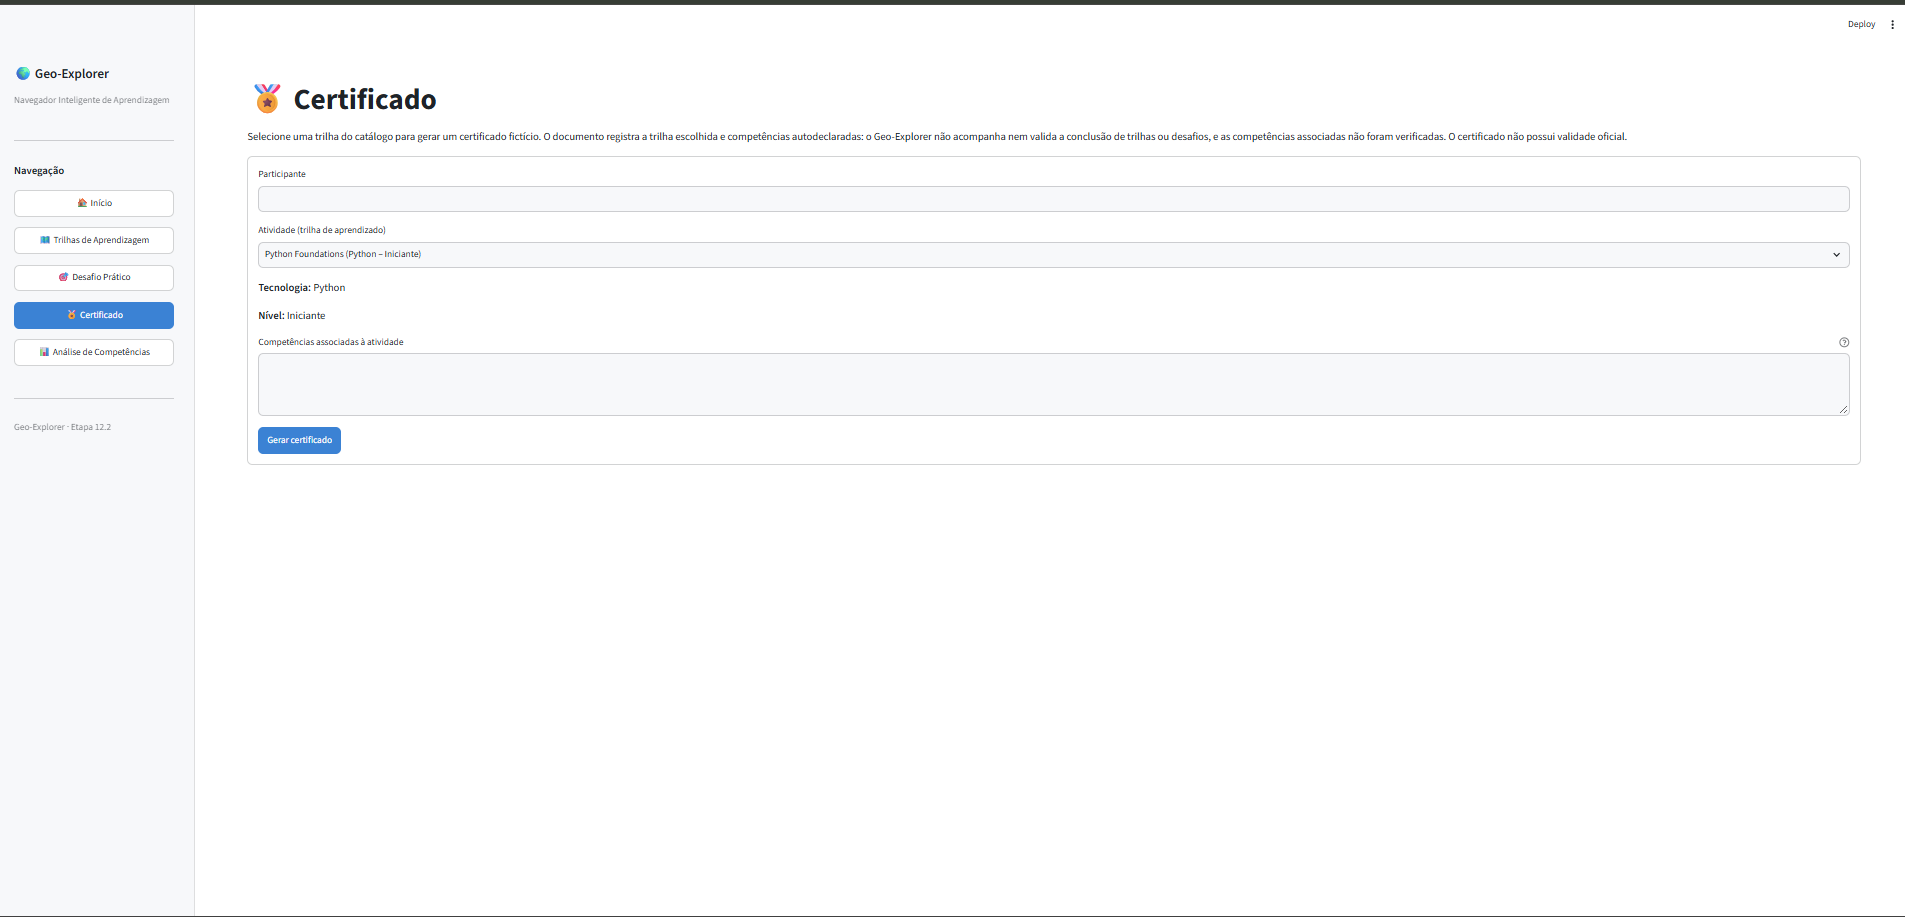 Deploy
Geo-Explorer
Navegador Inteligente de Aprendizagem
Navegação
Início
Trilhas de Aprendizagem
Desafio Prático
Certificado
Análise de Competências
Geo-Explorer · Etapa 12.2
Certificado
Selecione uma trilha do catálogo para gerar um certificado fictício. O documento registra a trilha escolhida e competências autodeclaradas: o Geo-Explorer não acompanha nem valida a conclusão de trilhas ou desafios, e as competências associadas não foram verificadas. O certificado não possui validade oficial.
Participante
Atividade (trilha de aprendizado)
Python Foundations (Python – Iniciante)
Tecnologia: Python
Nível: Iniciante
Competências associadas à atividade
Gerar certificado